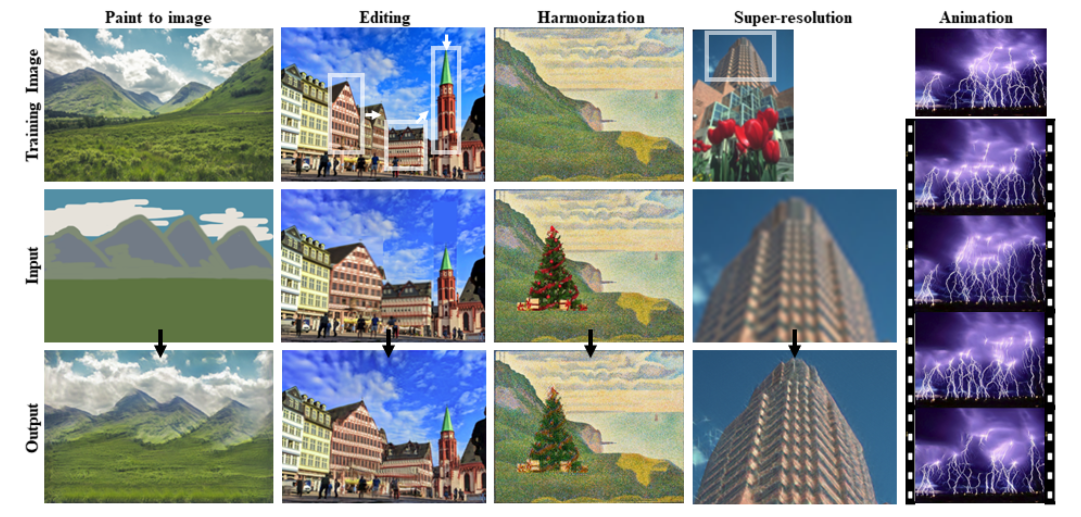 Paint to image Editing Harmonization Super-resolution Animation
Training Image
Input
Output